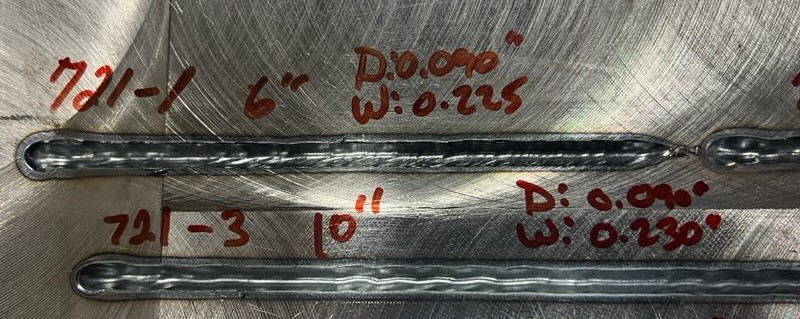 721-1 6" D: 0.090"
W: 0.225
721-3 10" D: 0.090"
W: 0.230"